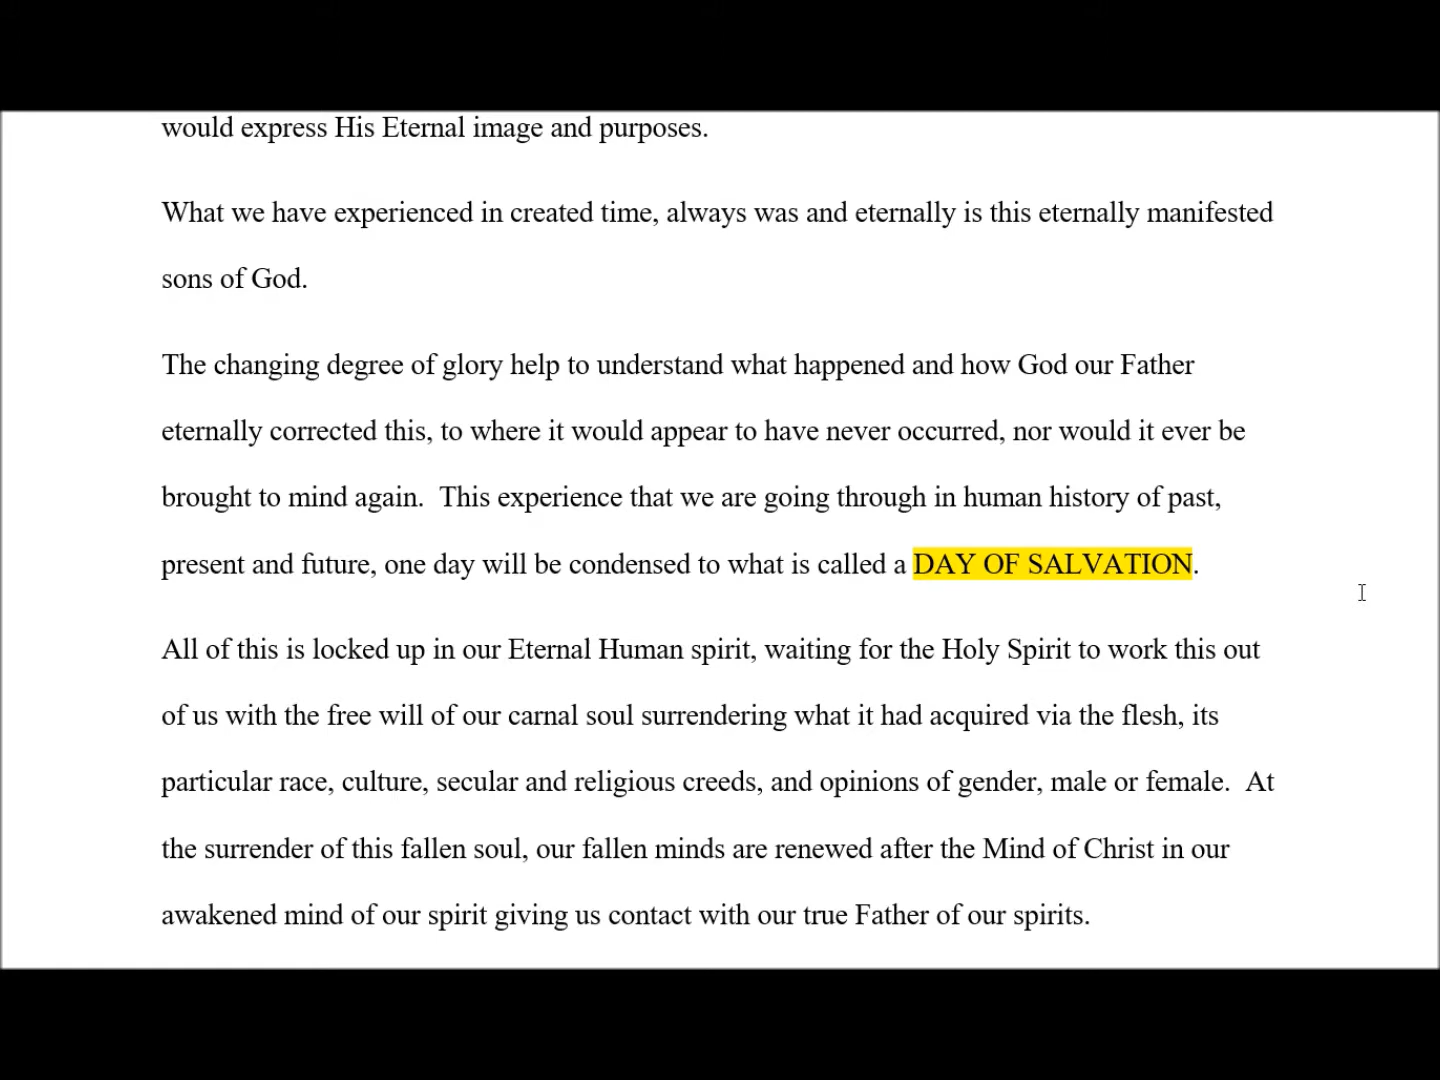 would express His Eternal image and purposes.
What we have experienced in created time, always was and eternally is this eternally manifested
sons of God.
The changing degree of glory help to understand what happened and how God our Father
eternally corrected this, to where it would appear to have never occurred, nor would it ever be
brought to mind again.  This experience that we are going through in human history of past,
present and future, one day will be condensed to what is called a DAY OF SALVATION.
All of this is locked up in our Eternal Human spirit, waiting for the Holy Spirit to work this out
of us with the free will of our carnal soul surrendering what it had acquired via the flesh, its
particular race, culture, secular and religious creeds, and opinions of gender, male or female.  At
the surrender of this fallen soul, our fallen minds are renewed after the Mind of Christ in our
awakened mind of our spirit giving us contact with our true Father of our spirits.